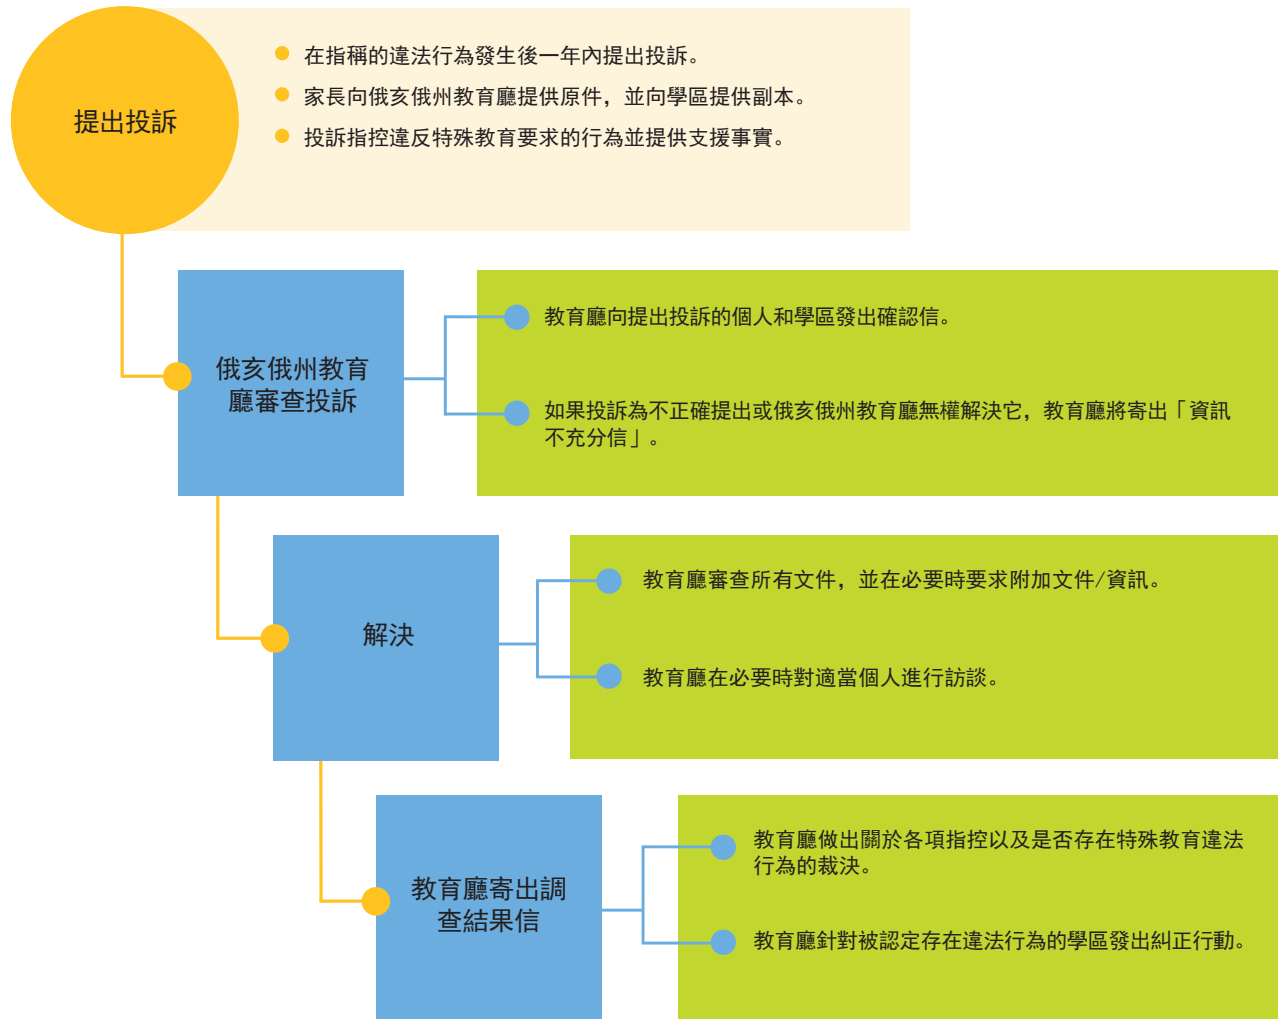 提出投訴
在指稱的違法行為發生後一年內提出投訴。
家長向俄亥俄州教育廳提供原件，並向學區提供副本。
投訴指控違反特殊教育要求的行為並提供支援事實。
俄亥俄州教育
廳審查投訴
教育廳向提出投訴的個人和學區發出確認信。
如果投訴為不正確提出或俄亥俄州教育廳無權解決它，教育廳將寄出「資訊
不充分信」。
解決
教育廳審查所有文件，並在必要時要求附加文件/資訊。
教育廳在必要時對適當個人進行訪談。
教育廳寄出調
查結果信
教育廳做出關於各項指控以及是否存在特殊教育違法
行為的裁決。
教育廳針對被認定存在違法行為的學區發出糾正行動。